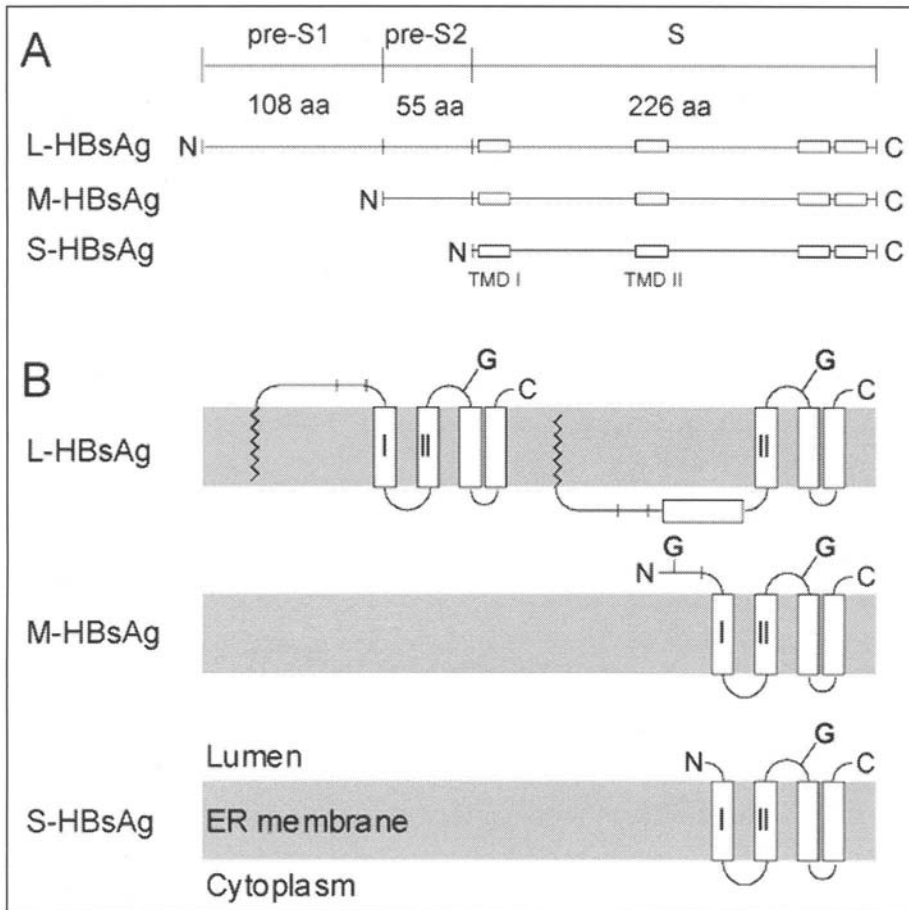 A
pre-S1 pre-S2 S
108 aa 55 aa 226 aa
L-HBsAg N C
M-HBsAg N C
S-HBsAg N C
TMD I TMD II
B
G G
C C
L-HBsAg I II II
G G
N C
M-HBsAg I II
G
Lumen N C
S-HBsAg ER membrane I II
Cytoplasm